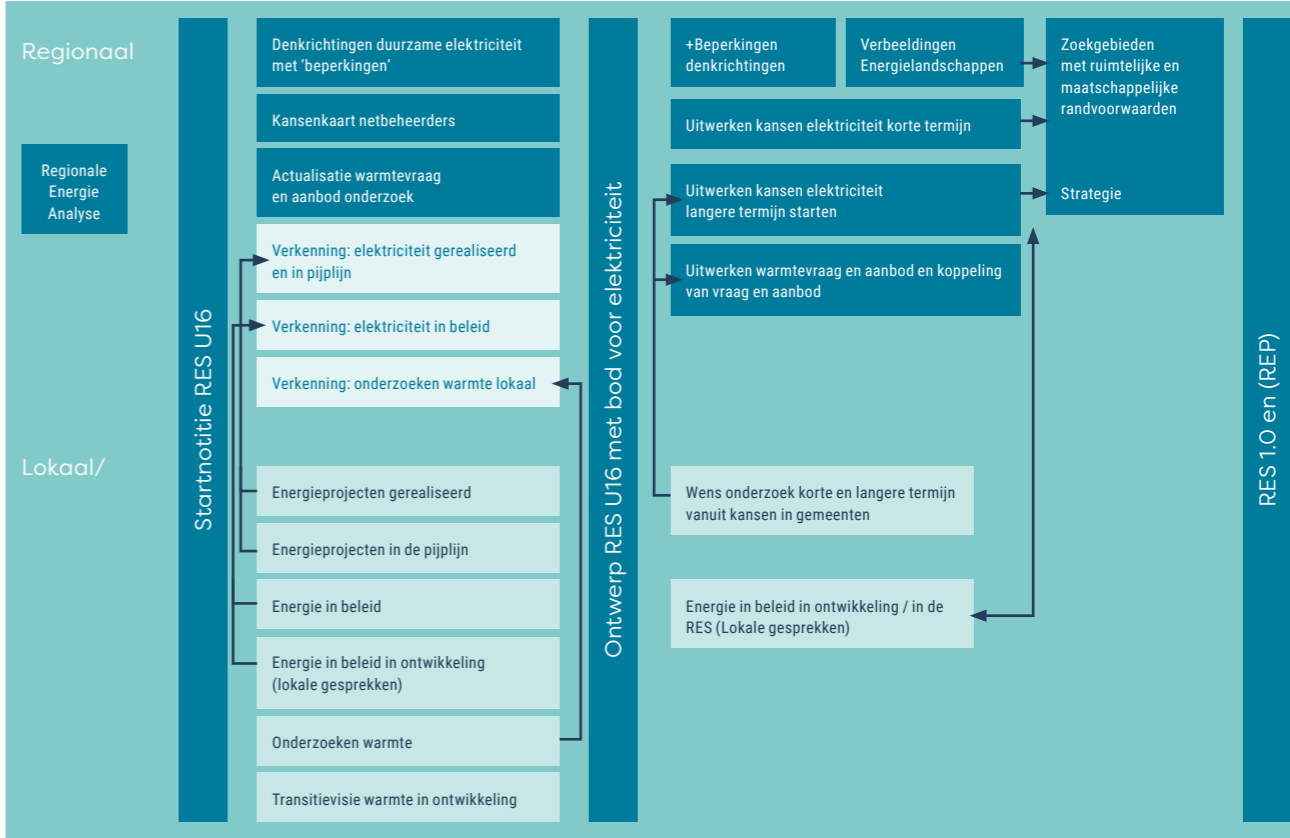 Regionaal
Regionale
Energie
Analyse
Lokaal/
Startnotitie RES U16
Denkrichtingen duurzame elektriciteit
met ‘beperkingen’
Kansenkaart netbeheerders
Actualisatie warmtevraag
en aanbod onderzoek
Verkenning: elektriciteit gerealiseerd
en in pijplijn
Verkenning: elektriciteit in beleid
Verkenning: onderzoeken warmte lokaal
Energieprojecten gerealiseerd
Energieprojecten in de pijplijn
Energie in beleid
Energie in beleid in ontwikkeling
(lokale gesprekken)
Onderzoeken warmte
Transitievisie warmte in ontwikkeling
Ontwerp RES U16 met bod voor elektriciteit
+Beperkingen
denkrichtingen
Verbeeldingen
Energielandschappen
Uitwerken kansen elektriciteit korte termijn
Uitwerken kansen elektriciteit
langere termijn starten
Uitwerken warmtevraag en aanbod en koppeling
van vraag en aanbod
Wens onderzoek korte en langere termijn
vanuit kansen in gemeenten
Energie in beleid in ontwikkeling / in de
RES (Lokale gesprekken)
Zoekgebieden
met ruimtelijke en
maatschappelijke
randvoorwaarden
Strategie
RES 1.0 en (REP)